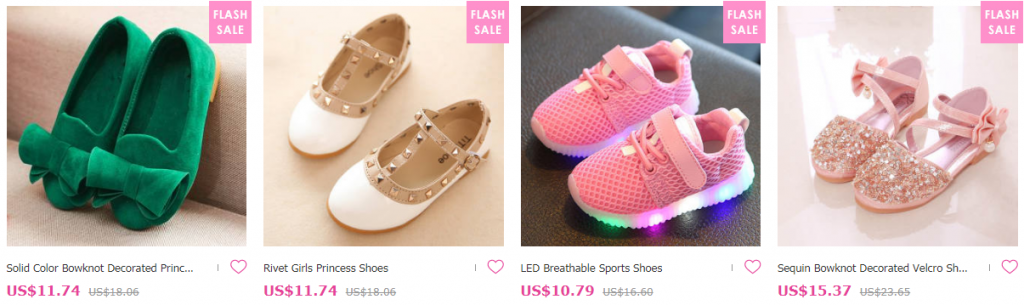 FLASH
SALE
FLASH
SALE
FLASH
SALE
FLASH
SALE
Solid Color Bowknot Decorated Princ...
Rivet Girls Princess Shoes
LED Breathable Sports Shoes
Sequin Bowknot Decorated Velcro Sh...
US$11.74 US$18.06
US$11.74 US$18.06
US$10.79 US$16.60
US$15.37 US$23.65